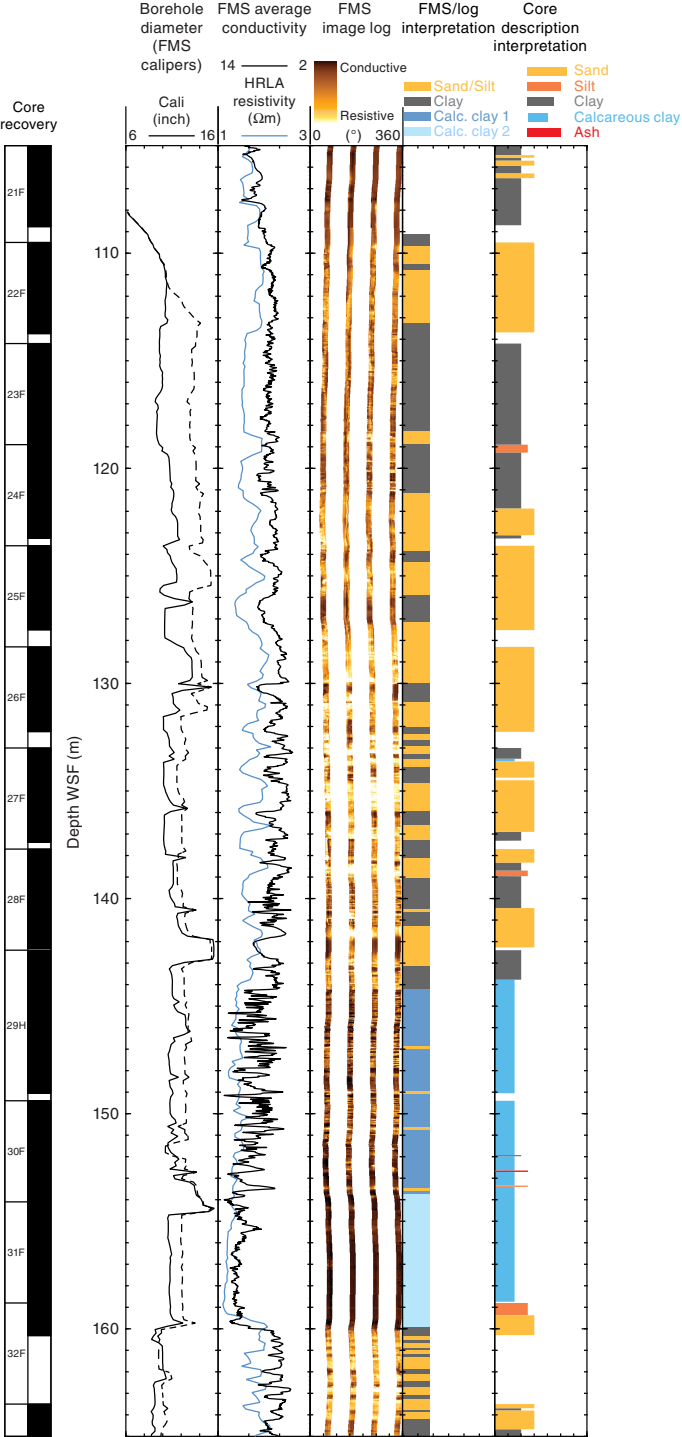 Borehole
diameter
(FMS
calipers)
FMS average
conductivity
FMS
image log
FMS/log
interpretation
Core
description
interpretation
14 2
HRLA
resistivity
(Ωm)
Conductive
Resistive
Sand/Silt
Clay
Calc. clay 1
Calc. clay 2
Sand
Silt
Clay
Calcareous clay
Ash
Core
recovery
Cali
(inch)
6 16
1 3
0 (°) 360
21F
22F
23F
24F
25F
26F
27F
28F
29H
30F
31F
32F
Depth WSF (m)
110
120
130
140
150
160